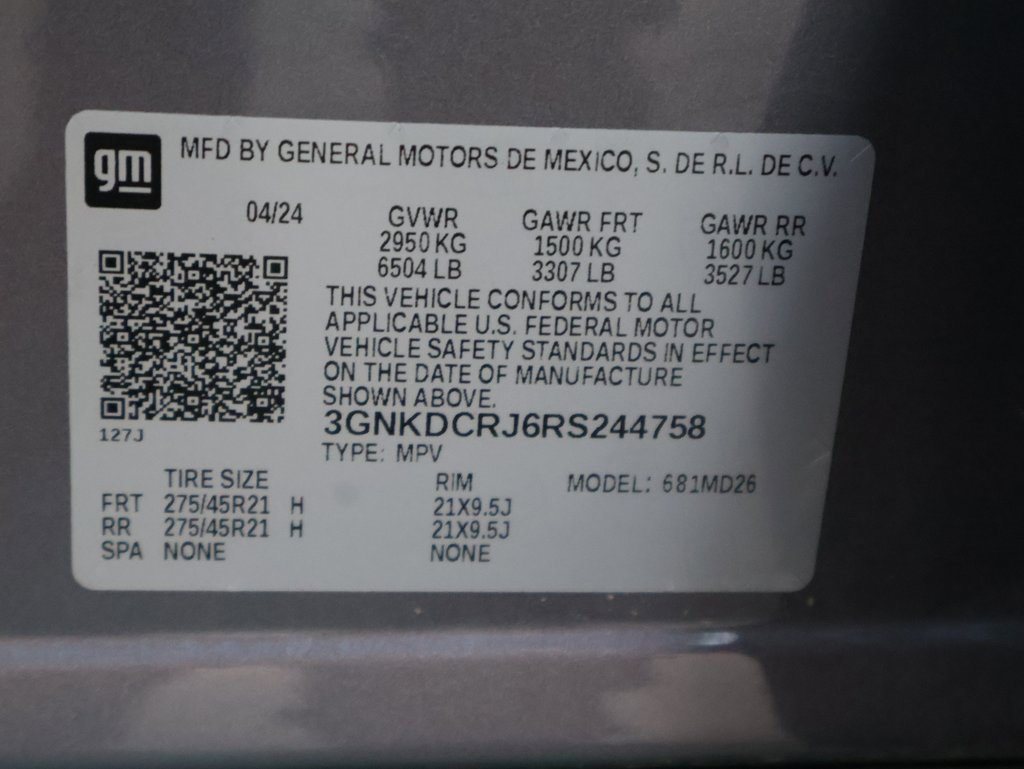 gm
MFD BY GENERAL MOTORS DE MEXICO, S. DE R.L. DE C.V.
04/24 GVWR GAWR FRT GAWR RR
2950 KG 1500 KG 1600 KG
6504 LB 3307 LB 3527 LB
THIS VEHICLE CONFORMS TO ALL
APPLICABLE U.S. FEDERAL MOTOR
VEHICLE SAFETY STANDARDS IN EFFECT
ON THE DATE OF MANUFACTURE
SHOWN ABOVE.
3GNKDCRJ6RS244758
127J
TYPE: MPV
TIRE SIZE RIM MODEL: 681MD26
FRT 275/45R21 H 21X9.5J
RR 275/45R21 H 21X9.5J
SPA NONE NONE